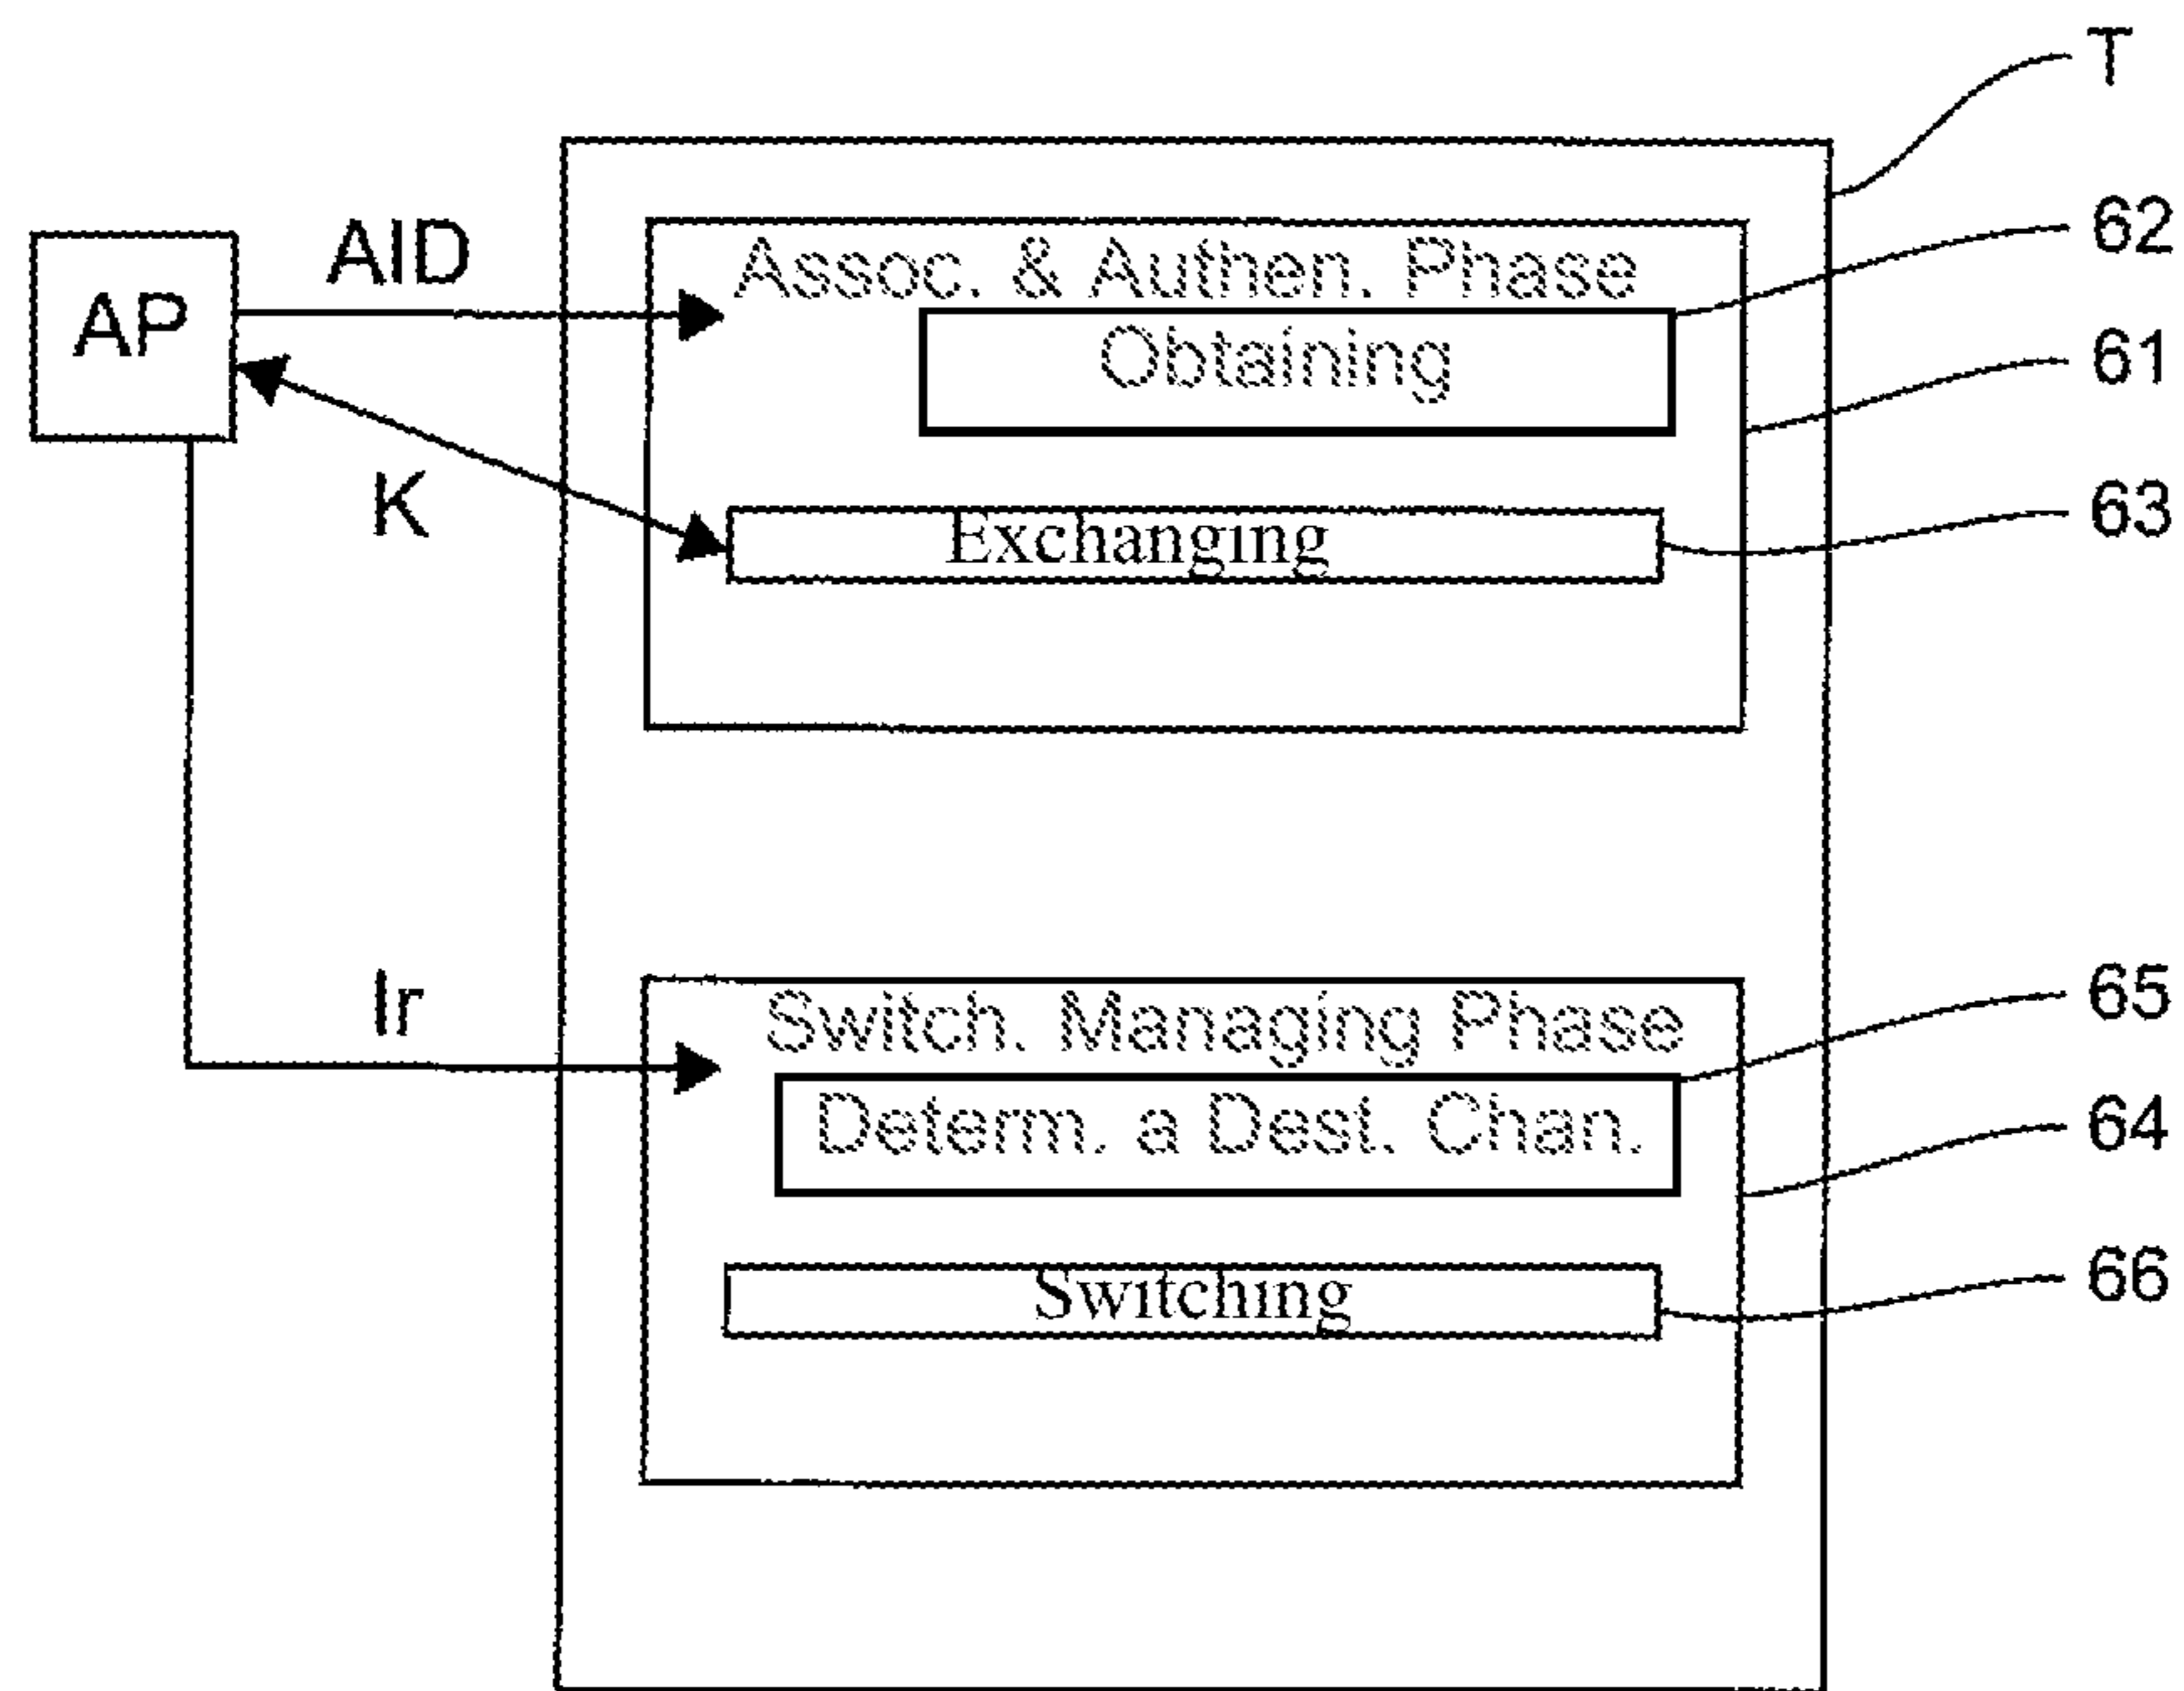 T
AID
62
AP
Assoc. & Authen. Phase
Obtaining
61
K
Exchanging
63
Ir
Switch. Managing Phase
65
Determ. a Dest. Chan.
64
Switching
66